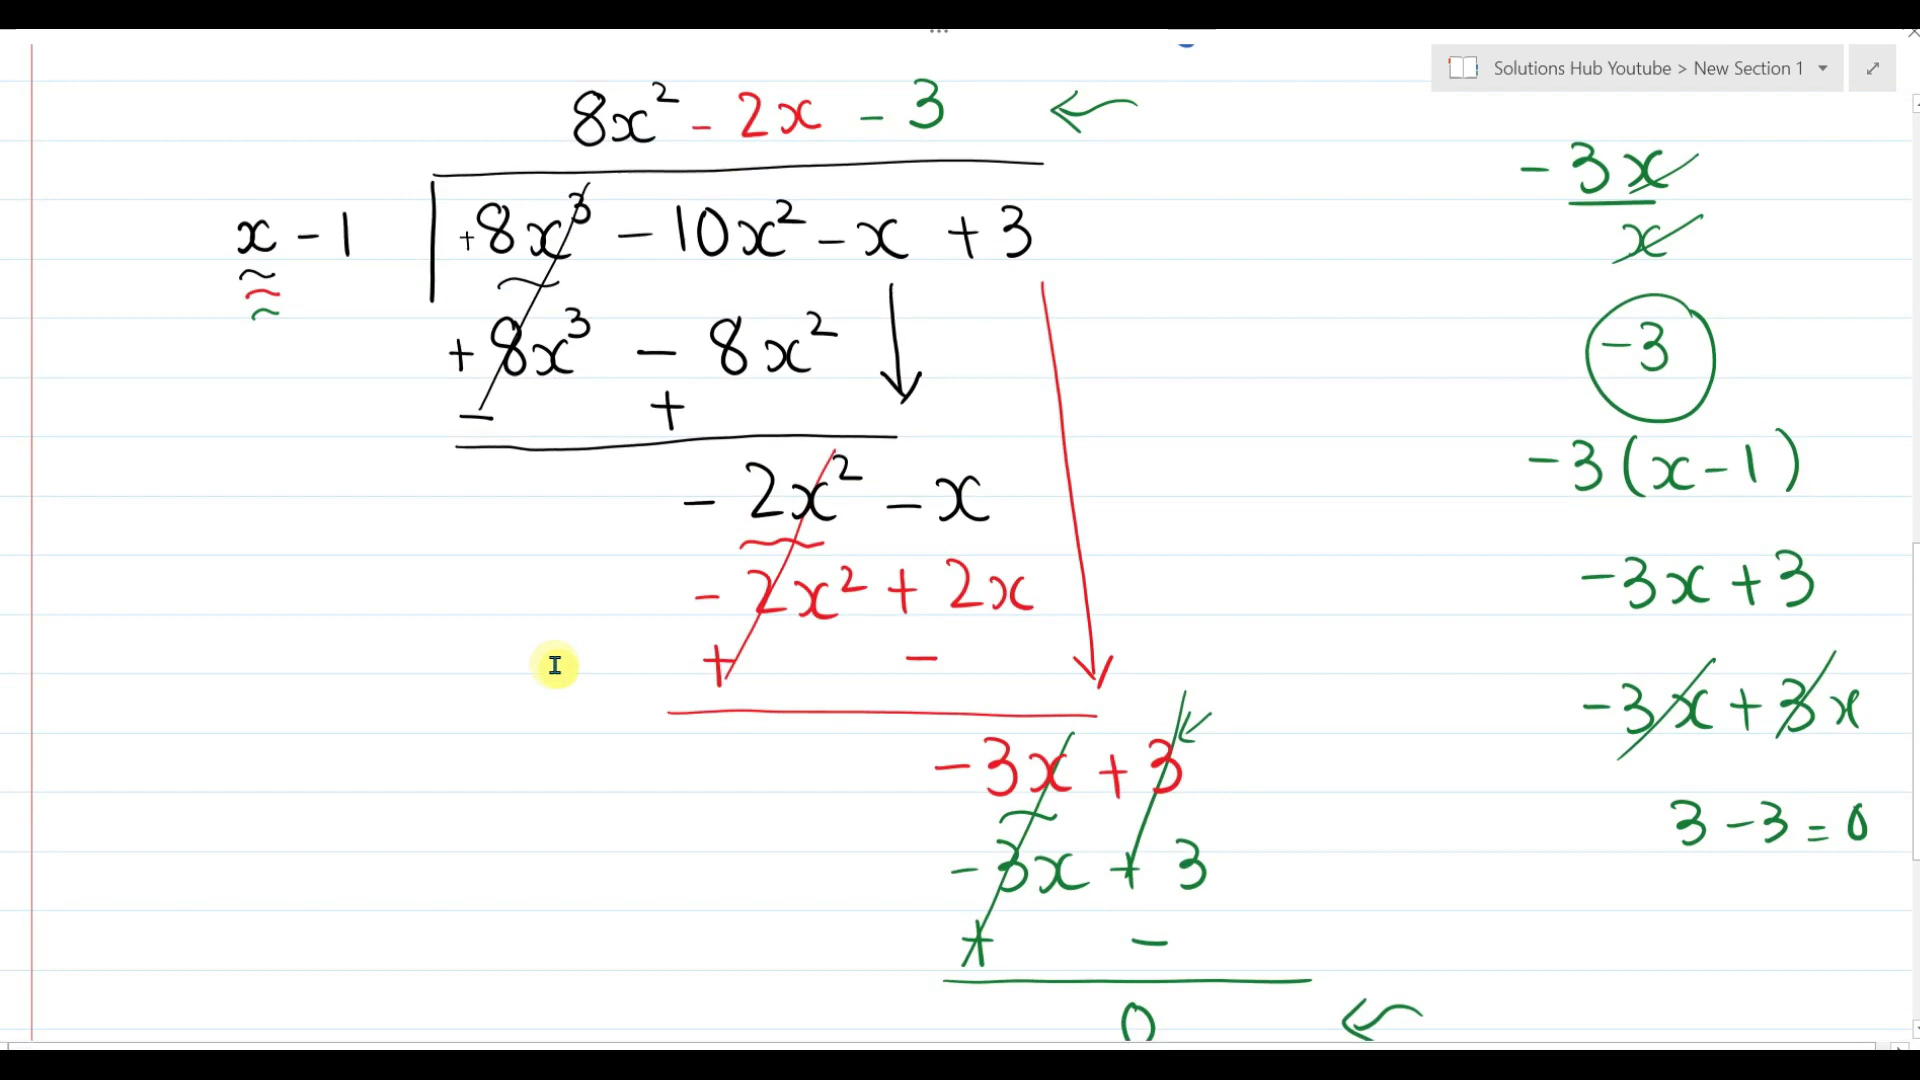 Solutions Hub Youtube > New Section 1
8x² - 2x - 3
x - 1
+8x³ - 10x² - x + 3
+ 8x³ - 8x²
- +
- 2x² - x
- 2x² + 2x
+ -
- 3x + 3
- 3x + 3
+ -
0
- 3x
x
-3
-3(x-1)
-3x + 3
-3x + 3x
3 - 3 = 0